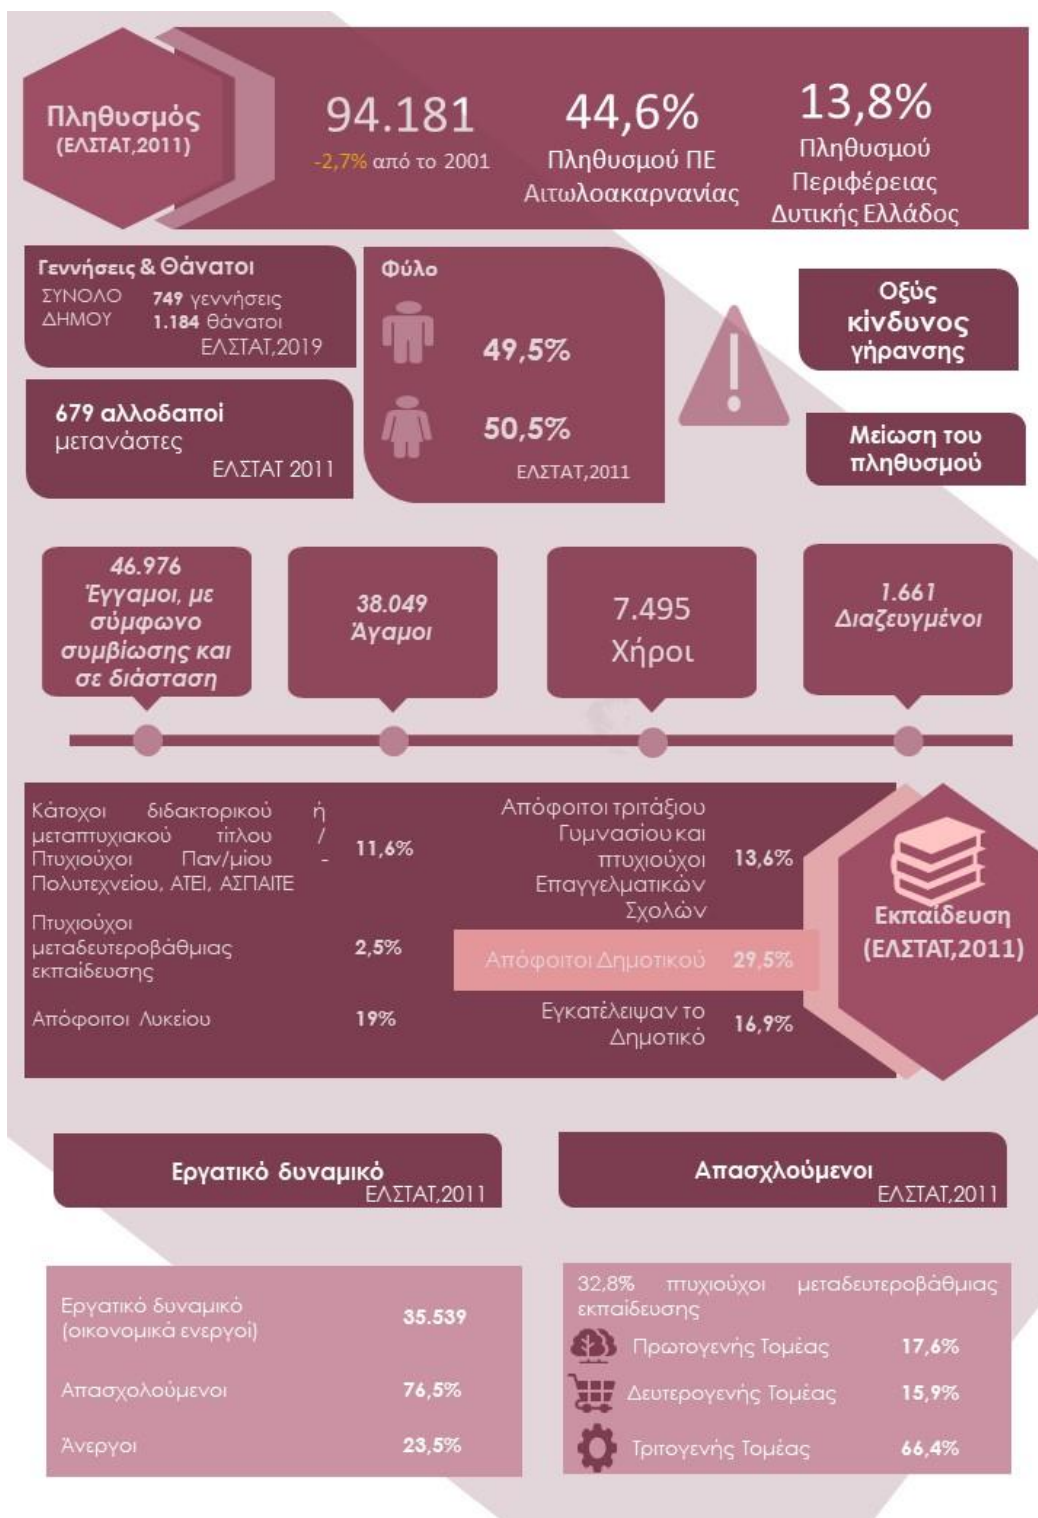 Πληθυσμός
(ΕΛΣΤΑΤ,2011)
94.181
-2,7% από το 2001
44,6%
Πληθυσμού ΠΕ
Αιτωλοακαρνανίας
13,8%
Πληθυσμού
Περιφέρειας
Δυτικής Ελλάδος
Γεννήσεις & Θάνατοι
ΣΥΝΟΛΟ 749 γεννήσεις
ΔΗΜΟΥ 1.184 θάνατοι
ΕΛΣΤΑΤ,2019
679 αλλοδαποί
μετανάστες
ΕΛΣΤΑΤ 2011
Φύλο
49,5%
50,5%
ΕΛΣΤΑΤ,2011
Οξύς
κίνδυνος
γήρανσης
Μείωση του
πληθυσμού
46.976
Έγγαμοι, με
σύμφωνο
συμβίωσης και
σε διάσταση
38.049
Άγαμοι
7.495
Χήροι
1.661
Διαζευγμένοι
Κάτοχοι διδακτορικού ή
μεταπτυχιακού τίτλου /
Πτυχιούχοι Παν/μίου -
Πολυτεχνείου, ΑΤΕΙ, ΑΣΠΑΙΤΕ
11,6%
Πτυχιούχοι
μεταδευτεροβάθμιας
εκπαίδευσης
2,5%
Απόφοιτοι Λυκείου 19%
Απόφοιτοι τριτάξιου
Γυμνασίου και
πτυχιούχοι
Επαγγελματικών
Σχολών
13,6%
Απόφοιτοι Δημοτικού 29,5%
Εγκατέλειψαν το
Δημοτικό
16,9%
Εκπαίδευση
(ΕΛΣΤΑΤ,2011)
Εργατικό δυναμικό
ΕΛΣΤΑΤ,2011
Εργατικό δυναμικό
(οικονομικά ενεργοί)
35.539
Απασχολούμενοι 76,5%
Άνεργοι 23,5%
Απασχλούμενοι
ΕΛΣΤΑΤ,2011
32,8% πτυχιούχοι μεταδευτεροβάθμιας
εκπαίδευσης
Πρωτογενής Τομέας 17,6%
Δευτερογενής Τομέας 15,9%
Τριτογενής Τομέας 66,4%